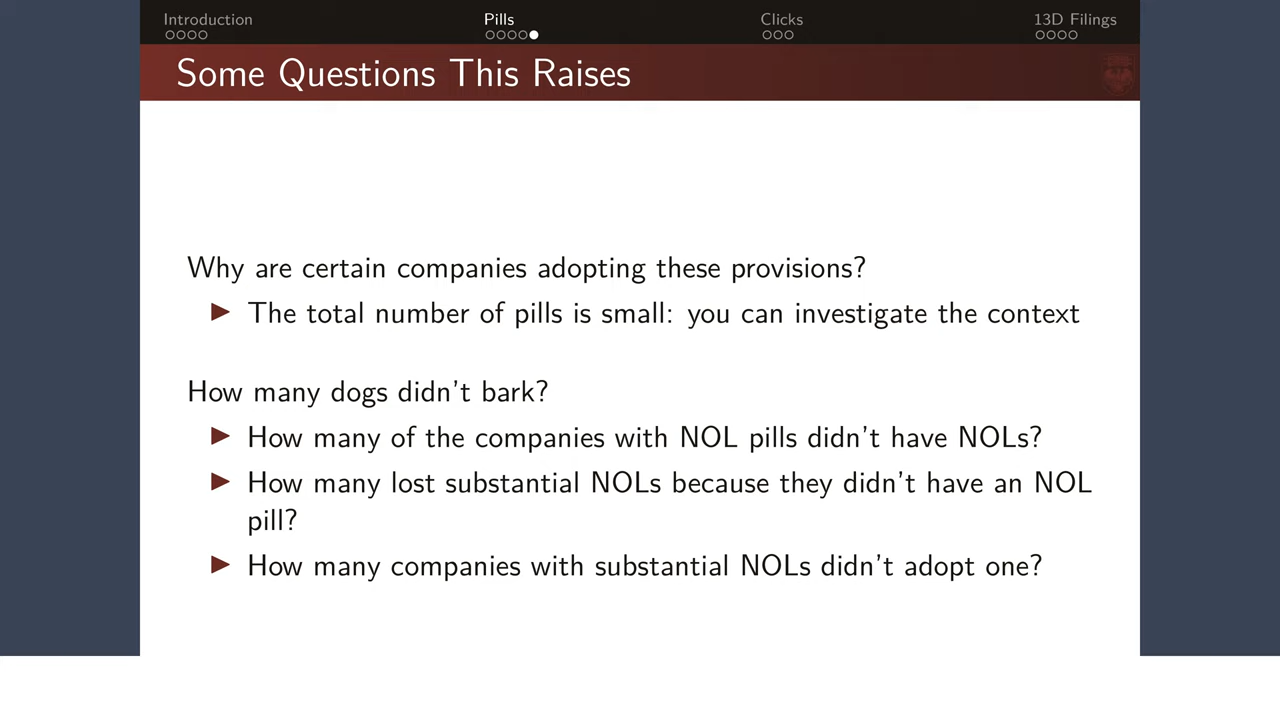 Introduction
Pills
Clicks
13D Filings
Some Questions This Raises
Why are certain companies adopting these provisions?
The total number of pills is small: you can investigate the context
How many dogs didn't bark?
How many of the companies with NOL pills didn't have NOLs?
How many lost substantial NOLs because they didn't have an NOL
pill?
How many companies with substantial NOLs didn't adopt one?